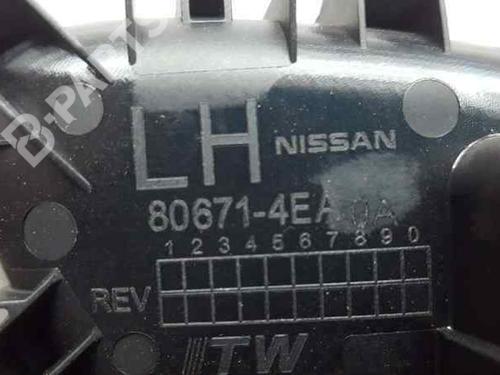 B-PARTS
LH NISSAN
80671-4EA0A
1 2 3 4 5 6 7 8 9 0
REV
TW